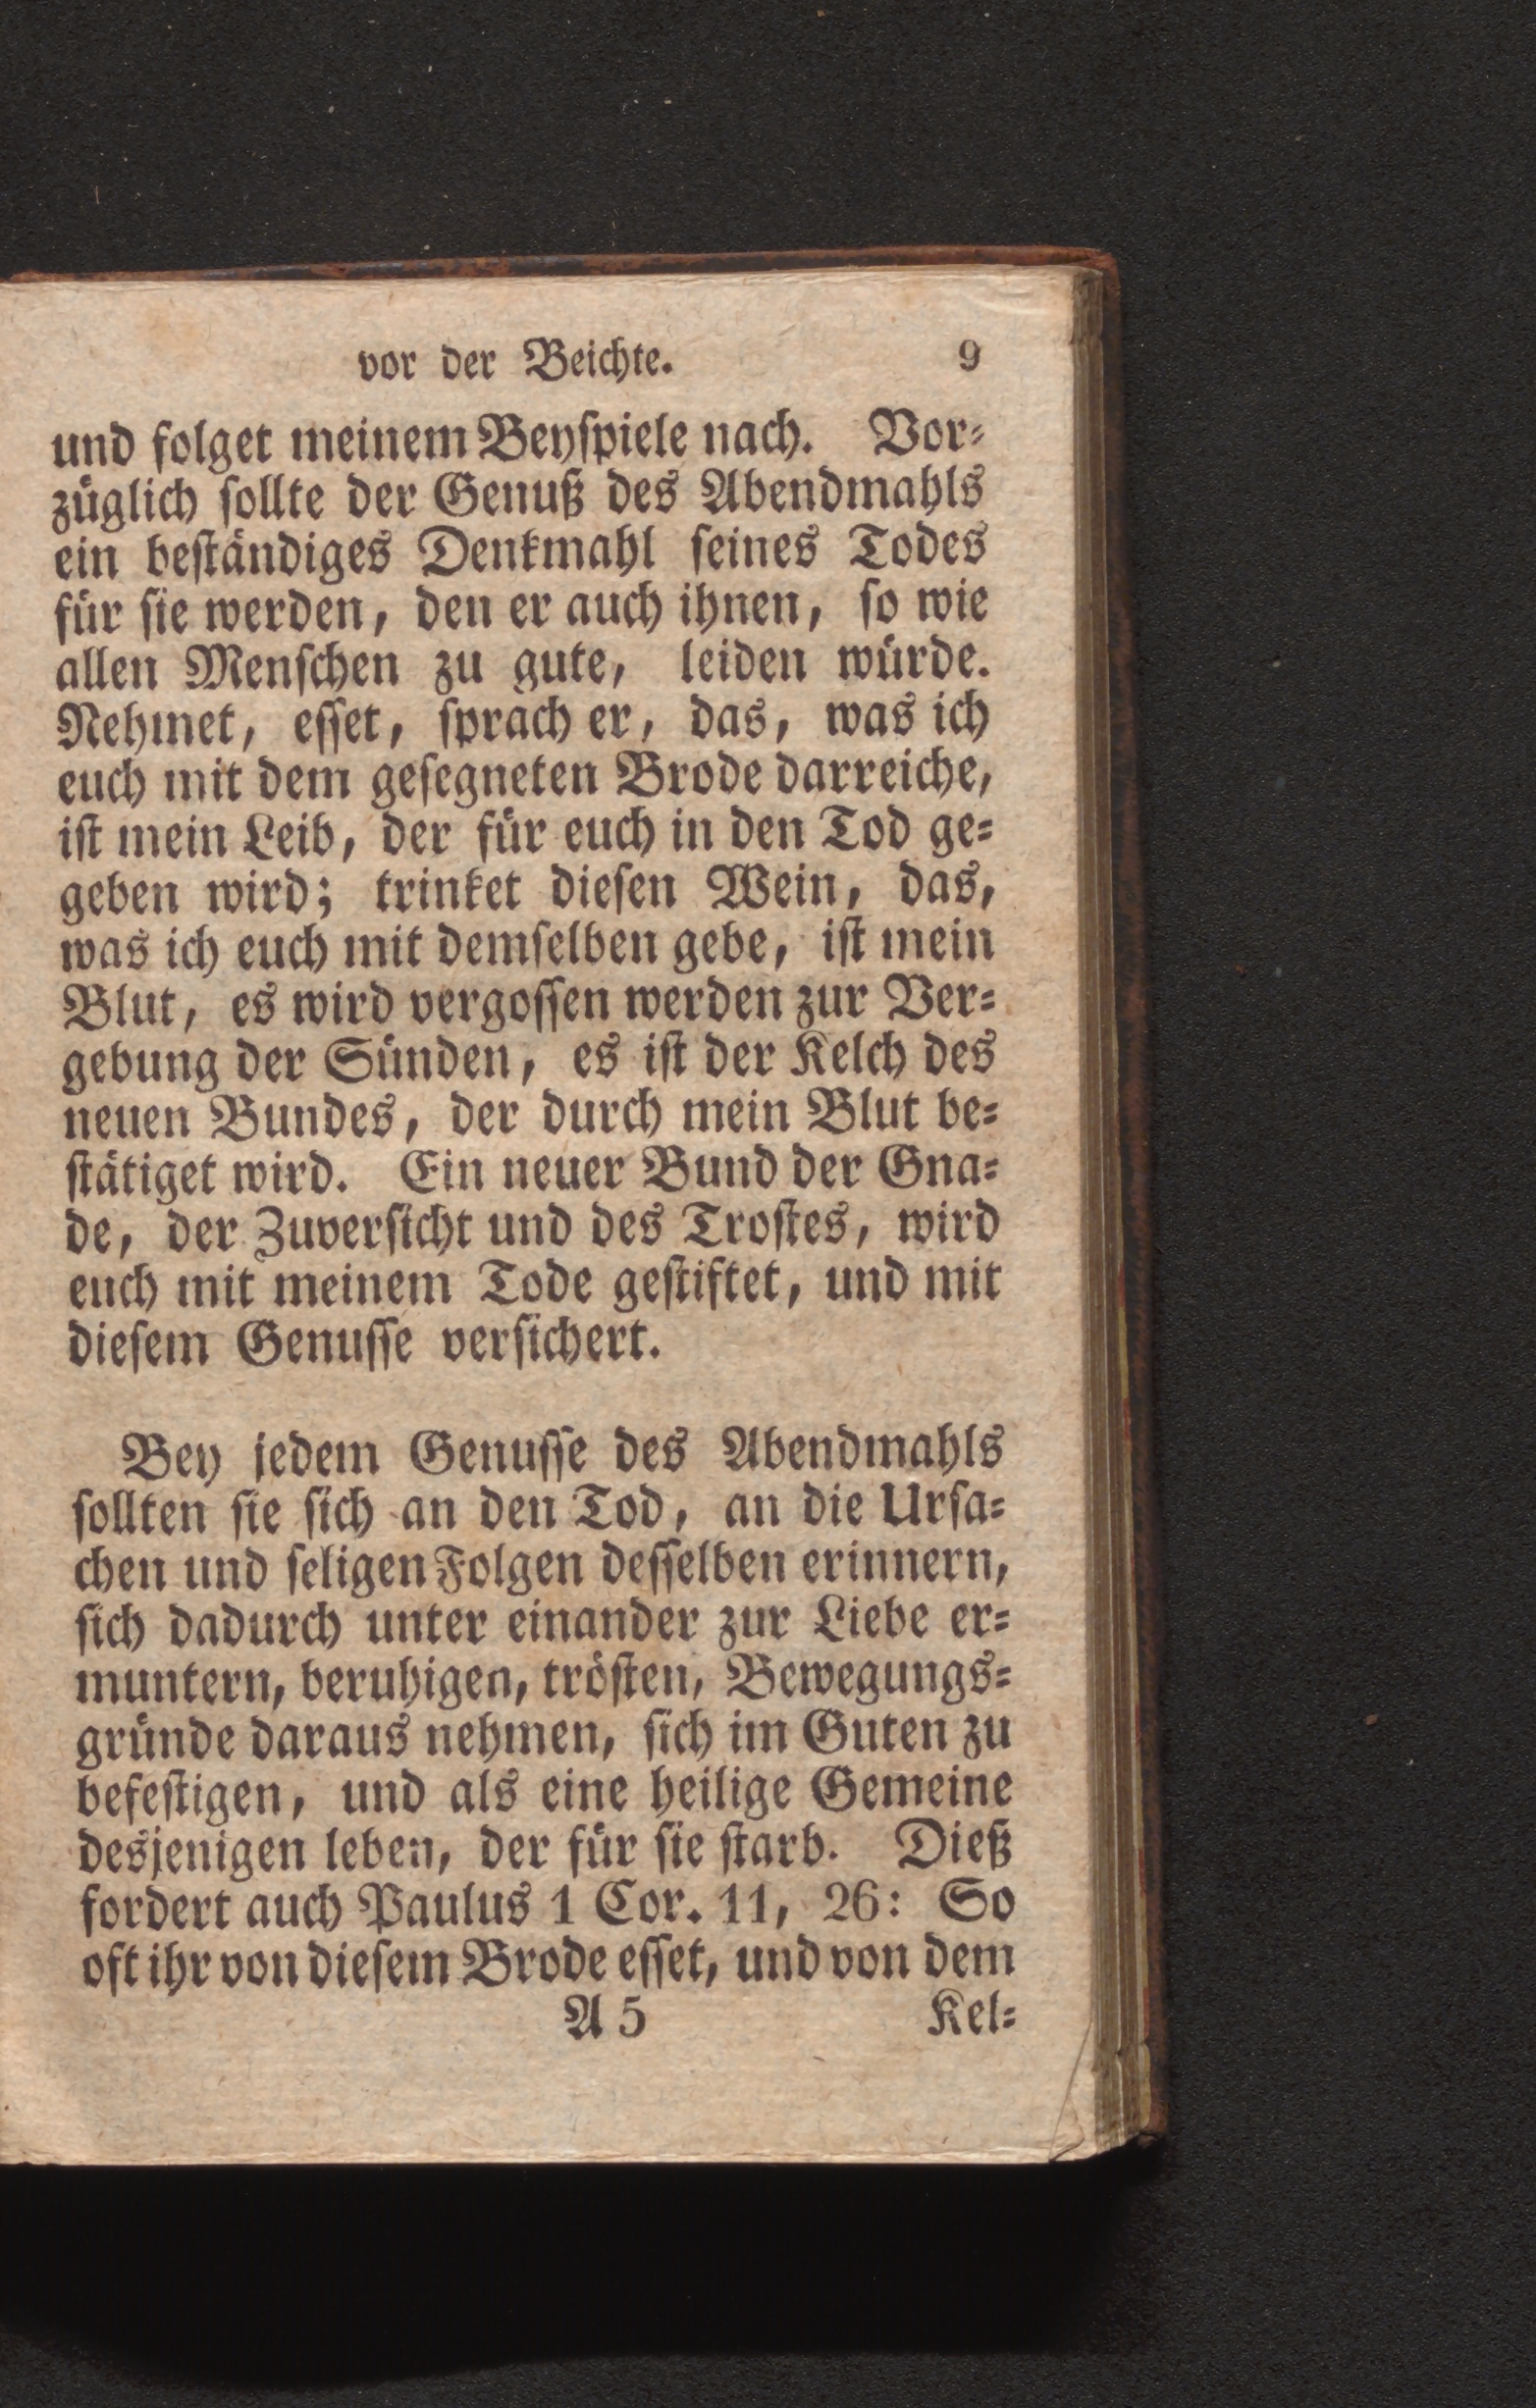 vor der Beichte. 9
und folget meinem Beyſpiele nach. Vor⸗
züglich ſollte der Genuß des Abendmahls
ein beſtändiges Denkmahl ſeines Todes
für ſie werden, den er auch ihnen, ſo wie
allen Menſchen zu gute, leiden würde.
Nehmet, eſſet, ſprach er, das, was ich
euch mit dem geſegneten Brode darreiche,
iſt mein Leib, der für euch in den Tod ge⸗
geben wird; trinket dieſen Wein, das,
was ich euch mit demſelben gebe, iſt mein
Blut, es wird vergoſſen werden zur Ver⸗
gebung der Sünden, es iſt der Kelch des
neuen Bundes, der durch mein Blut be⸗
ſtätiget wird. Ein neuer Bund der Gna⸗
de, der Zuverſicht und des Troſtes, wird
euch mit meinem Tode geſtiftet, und mit
dieſem Genuſſe verſichert.
Bey jedem Genuſſe des Abendmahls
ſollten ſie ſich an den Tod, an die Urſa⸗
chen und ſeligen Folgen deſſelben erinnern,
ſich dadurch unter einander zur Liebe er⸗
muntern, beruhigen, tröſten, Bewegungs⸗
gründe daraus nehmen, ſich im Guten zu
befeſtigen, und als eine heilige Gemeine
desjenigen leben, der für ſie ſtarb. Dieß
fordert auch Paulus 1 Cor. 11, 26: So
oft ihr von dieſem Brode eſſet, und von dem
A 5 Kel⸗